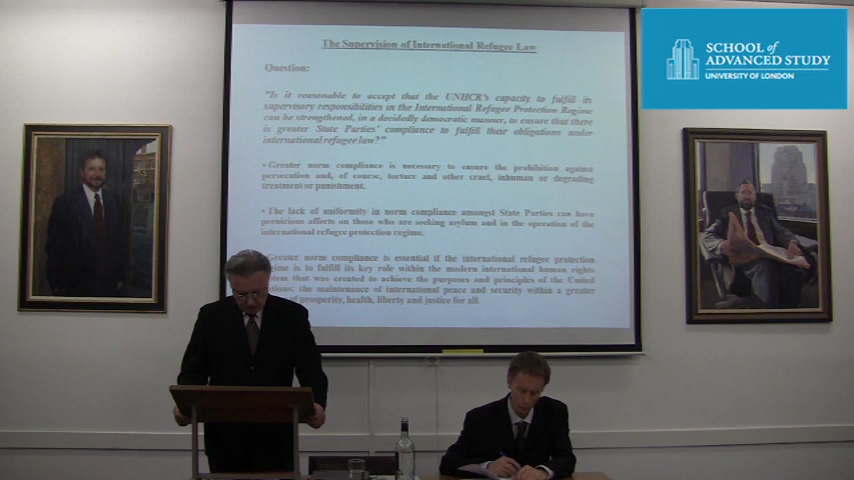 The Supervision of International Refugee Law
Question:
"Is it reasonable to accept that the UNHCR's capacity to fulfill its
supervisory responsibilities in the International Refugee Protection Regime
can be strengthened, in a decidedly democratic manner, to ensure that there
is greater State Parties' compliance to fulfill their obligations under
international refugee law?"
• Greater norm compliance is necessary to ensure the prohibition against
persecution and, of course, torture and other cruel, inhuman or degrading
treatment or punishment.
• The lack of uniformity in norm compliance amongst State Parties can have
pernicious affects on those who are seeking asylum and in the operation of the
international refugee protection regime.
Greater norm compliance is essential if the international refugee protection
is to fulfill its key role within the modern international human rights
that was created to achieve the purposes and principles of the United
the maintenance of international peace and security within a greater
of prosperity, health, liberty and justice for all.
SCHOOL of
ADVANCED STUDY
UNIVERSITY OF LONDON